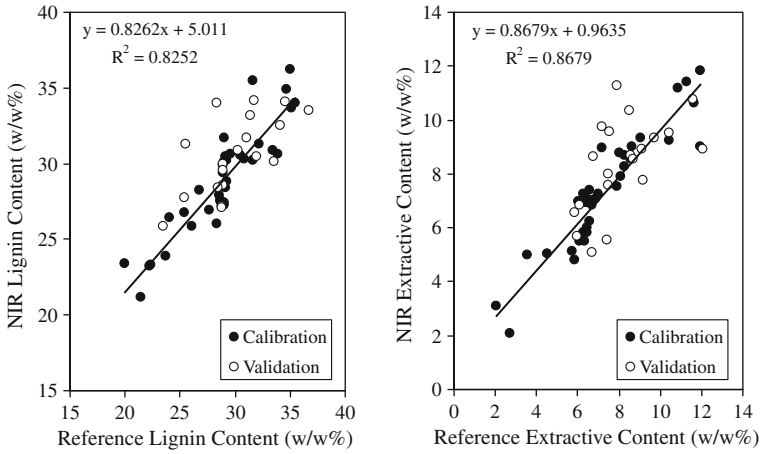 y = 0.8262x + 5.011
R² = 0.8252
40
35
30
25
20
15
NIR Lignin Content (w/w%)
Calibration
Validation
15 20 25 30 35 40
Reference Lignin Content (w/w%)
y = 0.8679x + 0.9635
R² = 0.8679
14
12
10
8
6
4
2
0
NIR Extractive Content (w/w%)
Calibration
Validation
0 2 4 6 8 10 12 14
Reference Extractive Content (w/w%)